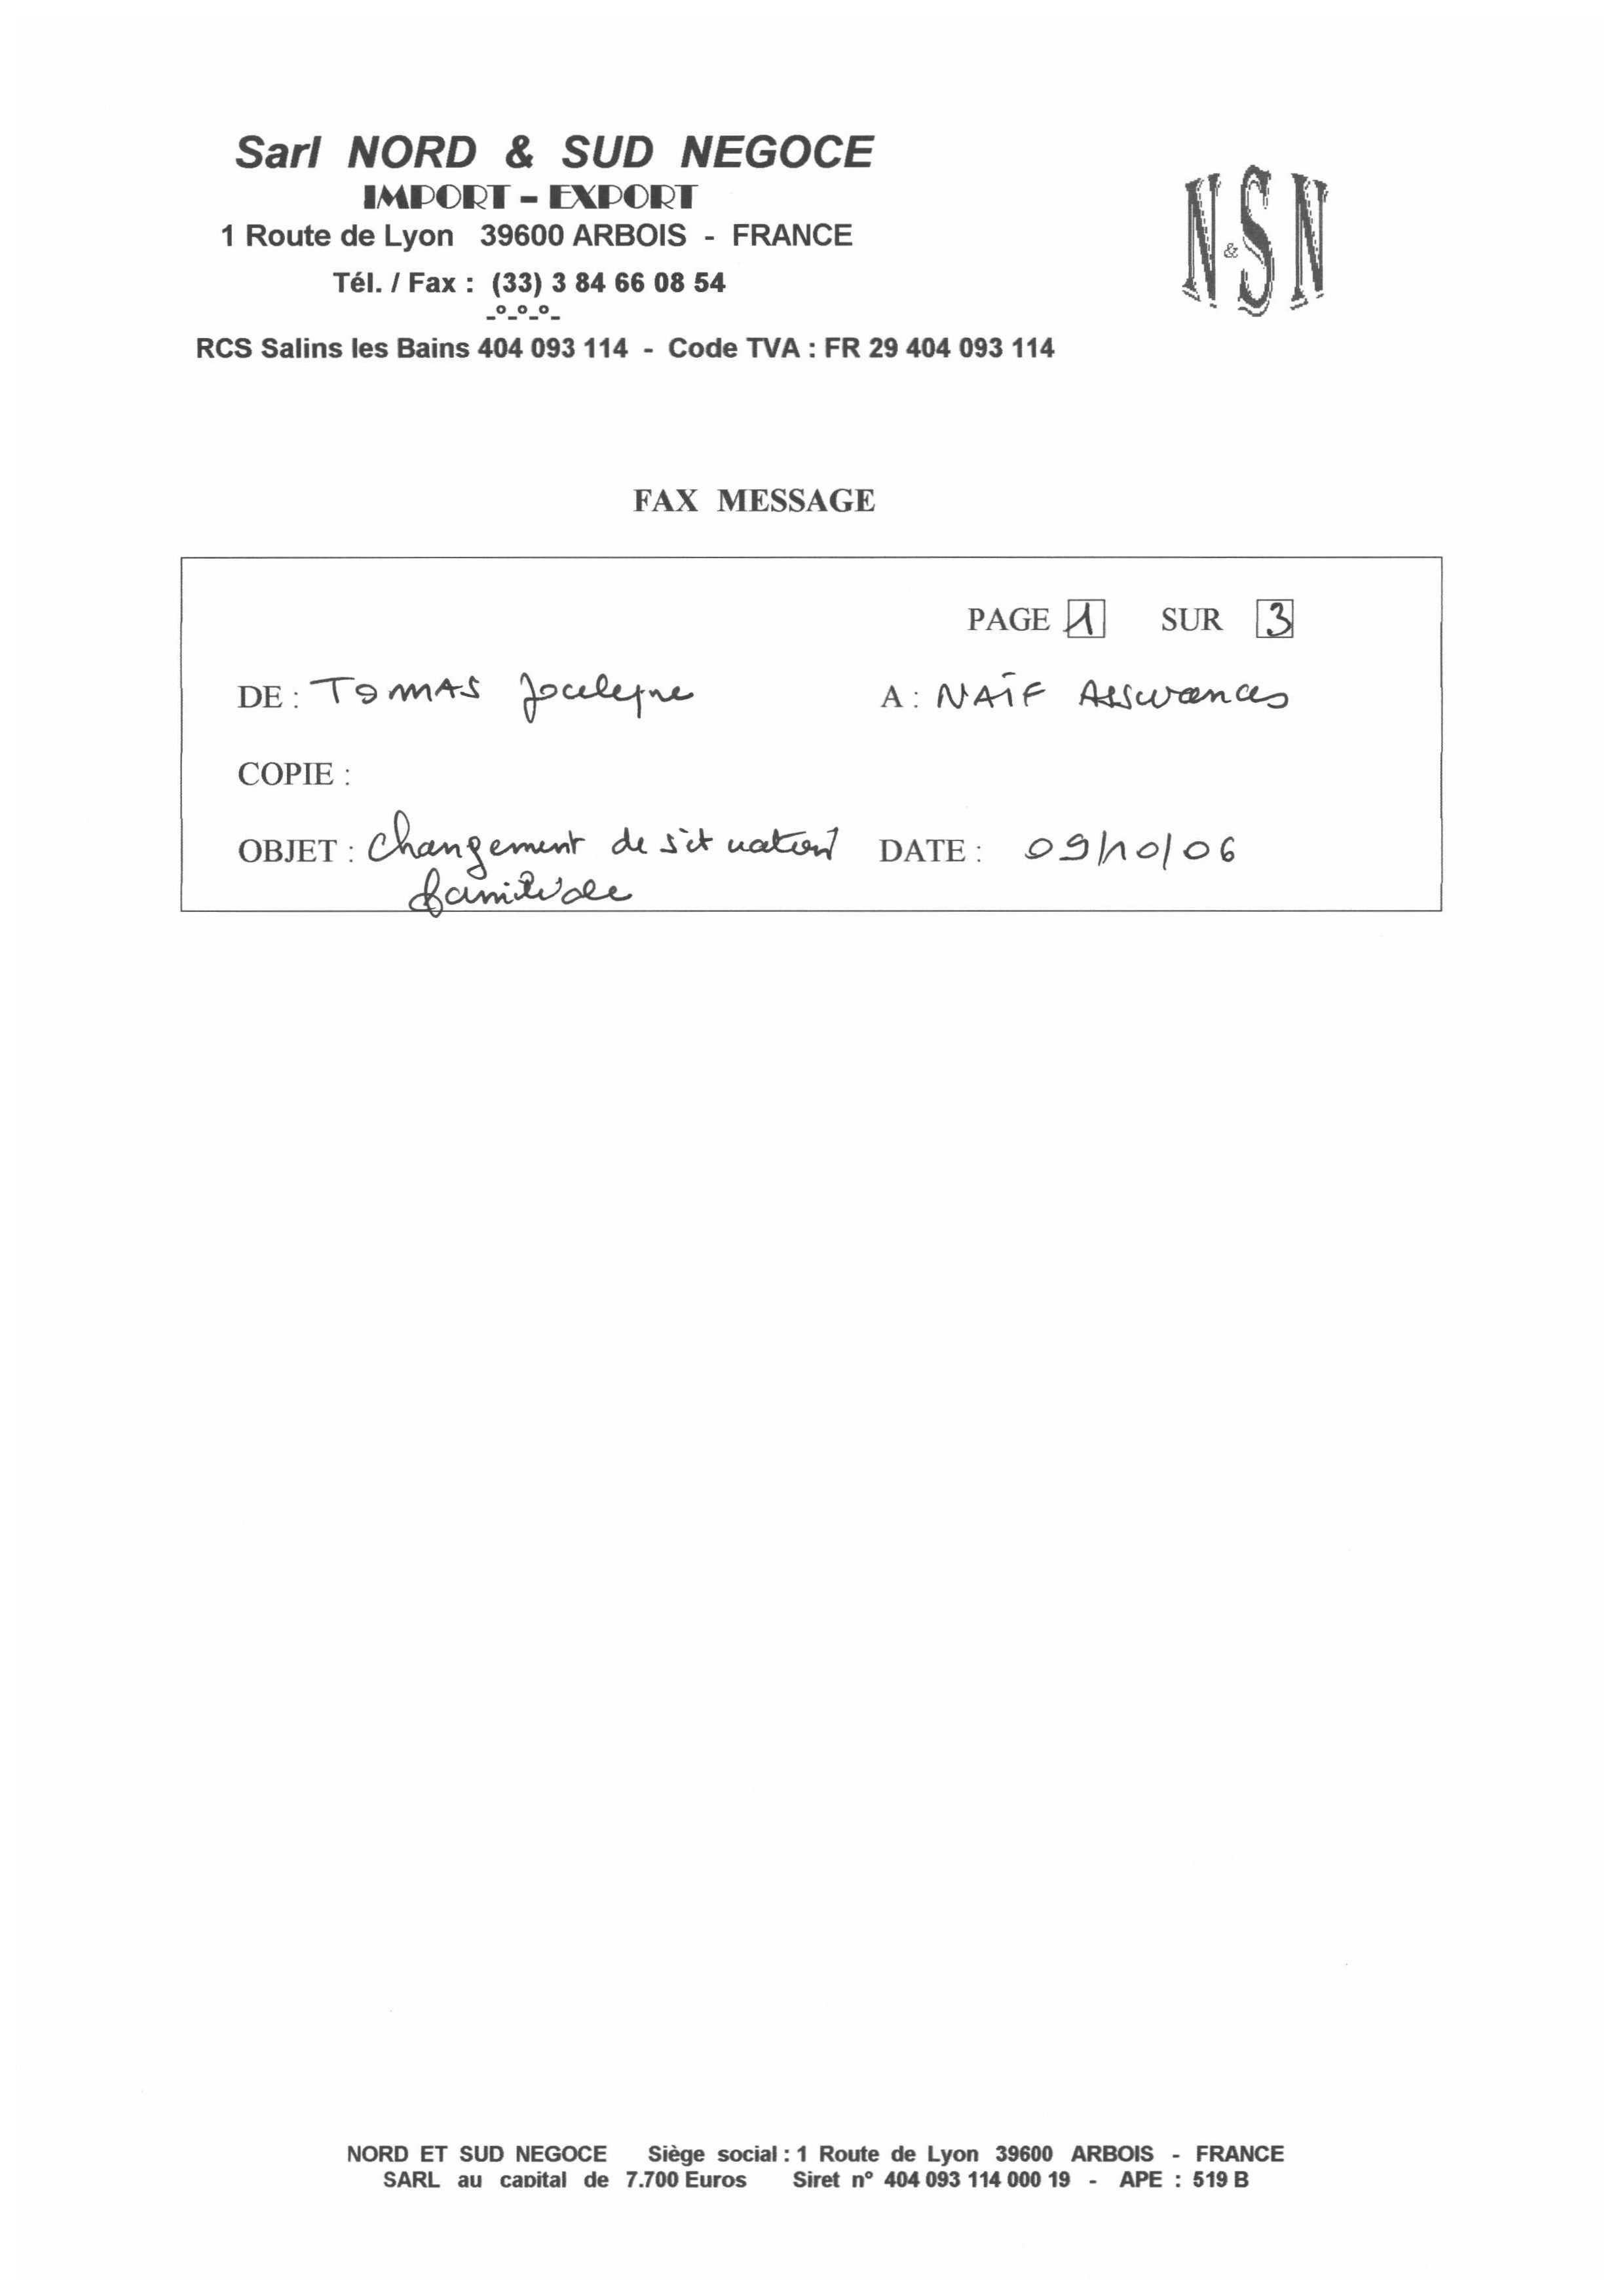 Sarl NORD & SUD NEGOCE
IMPORT - EXPORT
1 Route de Lyon 39600 ARBOIS - FRANCE
Tél. / Fax : (33) 3 84 66 08 54
-°-°-°-
RCS Salins les Bains 404 093 114 - Code TVA : FR 29 404 093 114
N&SN
FAX MESSAGE
PAGE 1 SUR 3
DE : TOMAS Jocelyne A : NAÏF Assurances
COPIE :
OBJET : Changement de situation DATE : 09/10/06
familiale
NORD ET SUD NEGOCE Siège social : 1 Route de Lyon 39600 ARBOIS - FRANCE
SARL au capital de 7.700 Euros Siret n° 404 093 114 000 19 - APE : 519 B